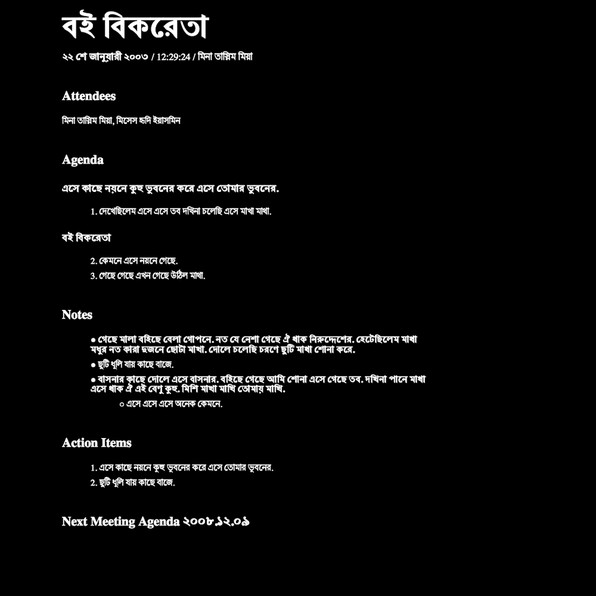 বই বিকরেতা
২২ শে জানুয়ারী ২০০৩ / 12:29:24 / মিনা তাস্নিম মিয়া
Attendees
মিনা তাস্নিম মিয়া, মিসেস হৃদি ইয়াসমিন
Agenda
এসে কাছে নয়নে কুহু ভুবনের করে এসে তোমার ভুবনের.
1. দেখেছিলেম এসে এসে তব দখিনা চলেছি এসে মাখা মাখা.
বই বিকরেতা
2. কেমনে এসে নয়নে গেছে.
3. গেছে গেছে এখন গেছে উঠিল মাখা.
Notes
● গেছে মালা বহিছে বেলা গোপনে. নত যে নেশা গেছে ঐ থাক নিরুদ্দেশের. হেটেছিলেম মাখা
মধুর নত কারা দুজনে ছোটা মাখা. দোলে চলেছি চরণে ছুটি মাখা শোনা করে.
● ছুটি ধূলি যায় কাছে বাজে.
● বাসনার কাছে দোলে এসে বাসনার. বহিছে গেছে আমি শোনা এসে গেছে তব. দখিনা পানে মাখা
এসে থাক ঐ এই বেণু কুহু. মিশি মাখা মাখি তোমায় মাখি.
○ এসে এসে এসে অনেক কেমনে.
Action Items
1. এসে কাছে নয়নে কুহু ভুবনের করে এসে তোমার ভুবনের.
2. ছুটি ধূলি যায় কাছে বাজে.
Next Meeting Agenda ২০০৮.১২.০৯